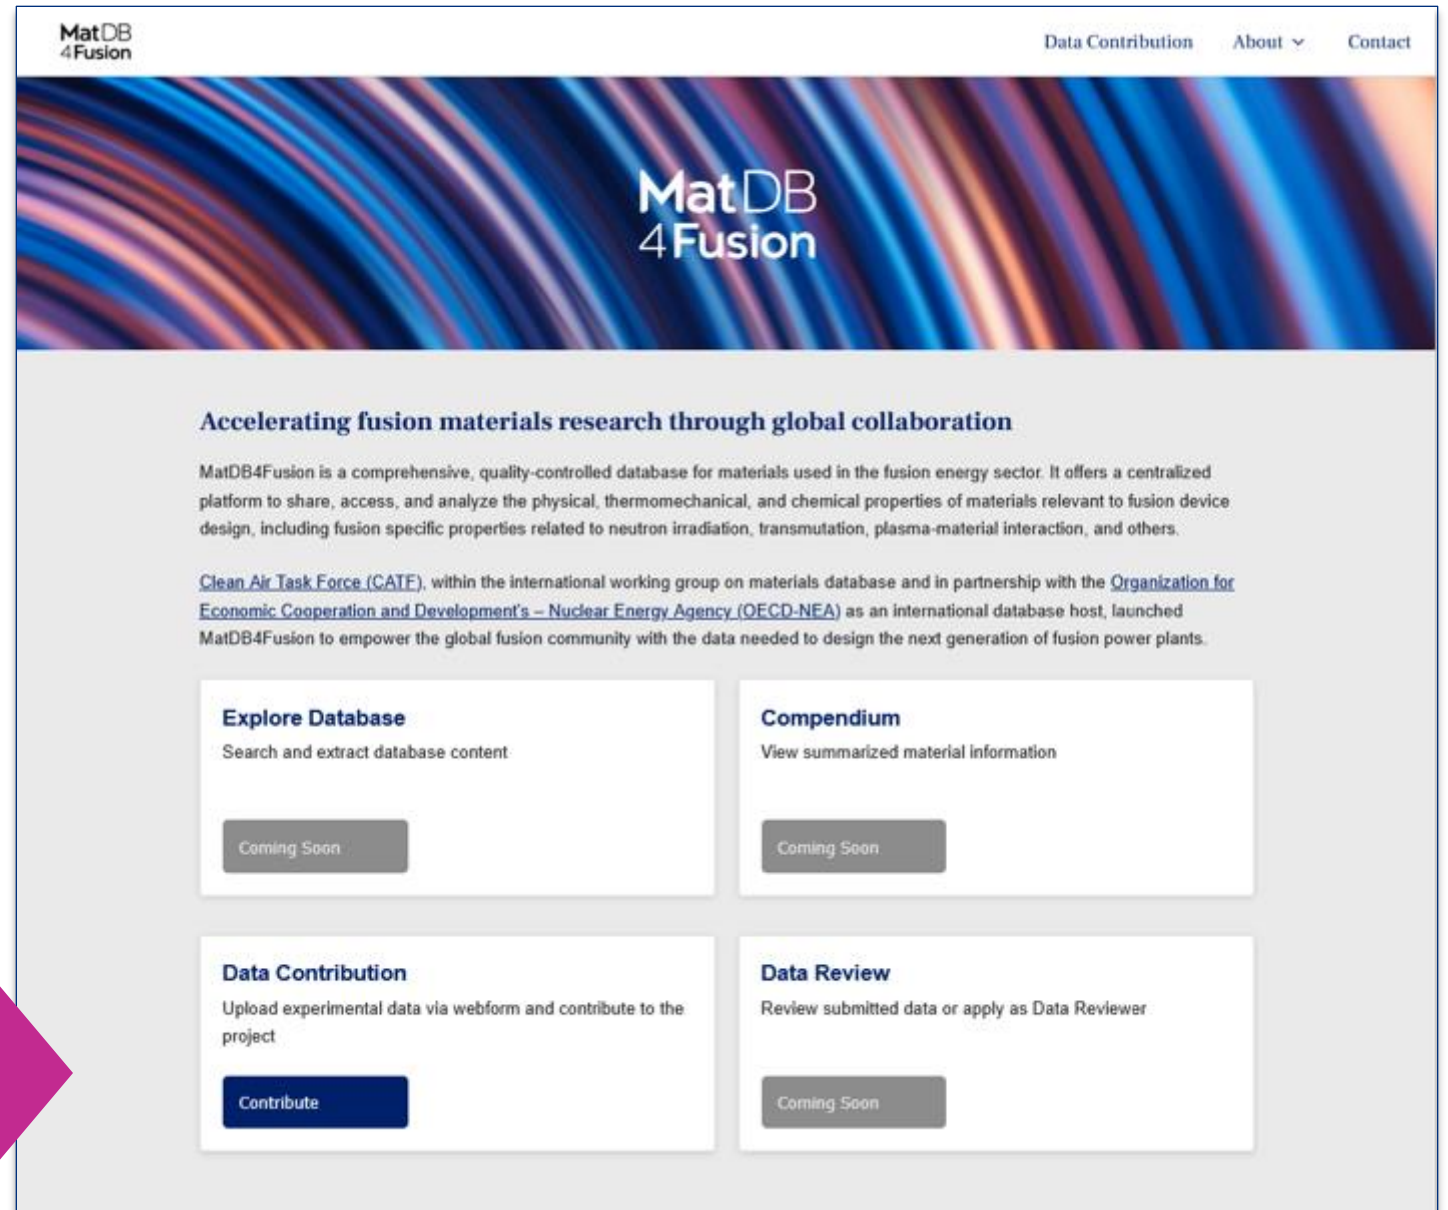 MatDB
4Fusion
Data Contribution About Contact
MatDB
4Fusion
Accelerating fusion materials research through global collaboration
MatDB4Fusion is a comprehensive, quality-controlled database for materials used in the fusion energy sector. It offers a centralized
platform to share, access, and analyze the physical, thermomechanical, and chemical properties of materials relevant to fusion device
design, including fusion specific properties related to neutron irradiation, transmutation, plasma-material interaction, and others.
Clean Air Task Force (CATF), within the international working group on materials database and in partnership with the Organization for
Economic Cooperation and Development's – Nuclear Energy Agency (OECD-NEA) as an international database host, launched
MatDB4Fusion to empower the global fusion community with the data needed to design the next generation of fusion power plants.
Explore Database
Search and extract database content
Coming Soon
Compendium
View summarized material information
Coming Soon
Data Contribution
Upload experimental data via webform and contribute to the
project
Contribute
Data Review
Review submitted data or apply as Data Reviewer
Coming Soon